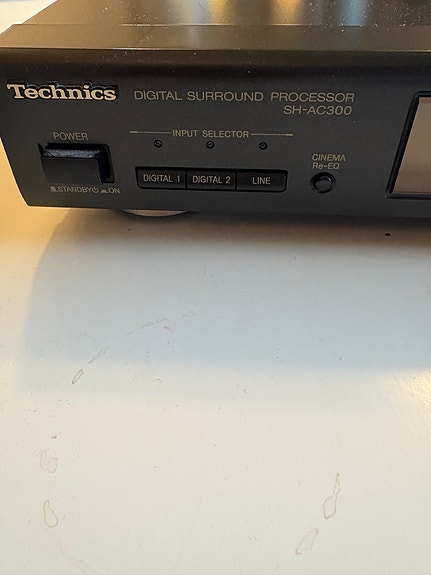 Technics
DIGITAL SURROUND PROCESSOR
SH-AC300
POWER
STANDBY ON
INPUT SELECTOR
DIGITAL 1 DIGITAL 2 LINE
CINEMA
Re-EQ